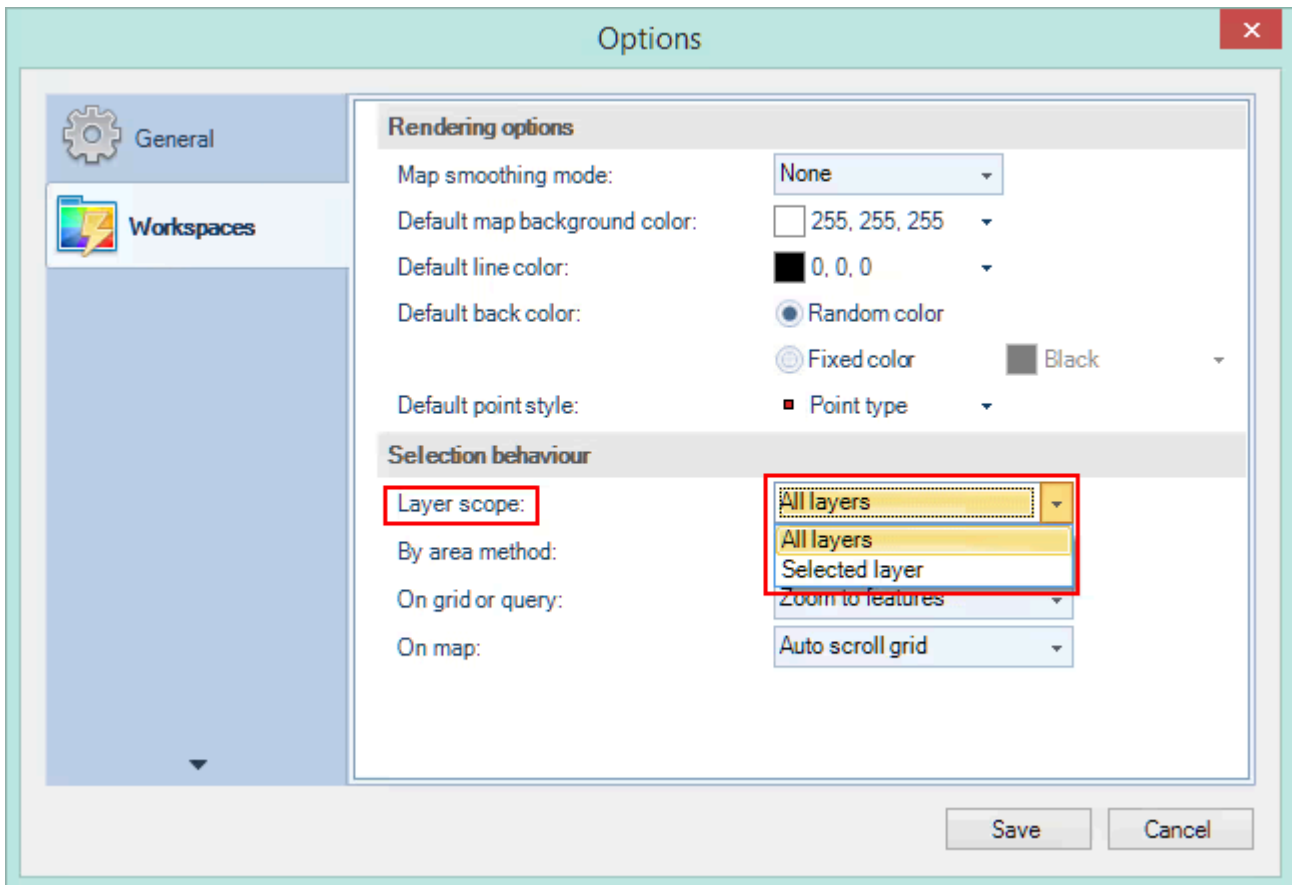 Options
General
Workspaces
Rendering options
Map smoothing mode: None
Default map background color: 255, 255, 255
Default line color: 0, 0, 0
Default back color: Random color
Fixed color Black
Default point style: Point type
Selection behaviour
Layer scope: All layers
All layers
By area method:
Selected layer
On grid or query: Zoom to features
On map: Auto scroll grid
Save Cancel